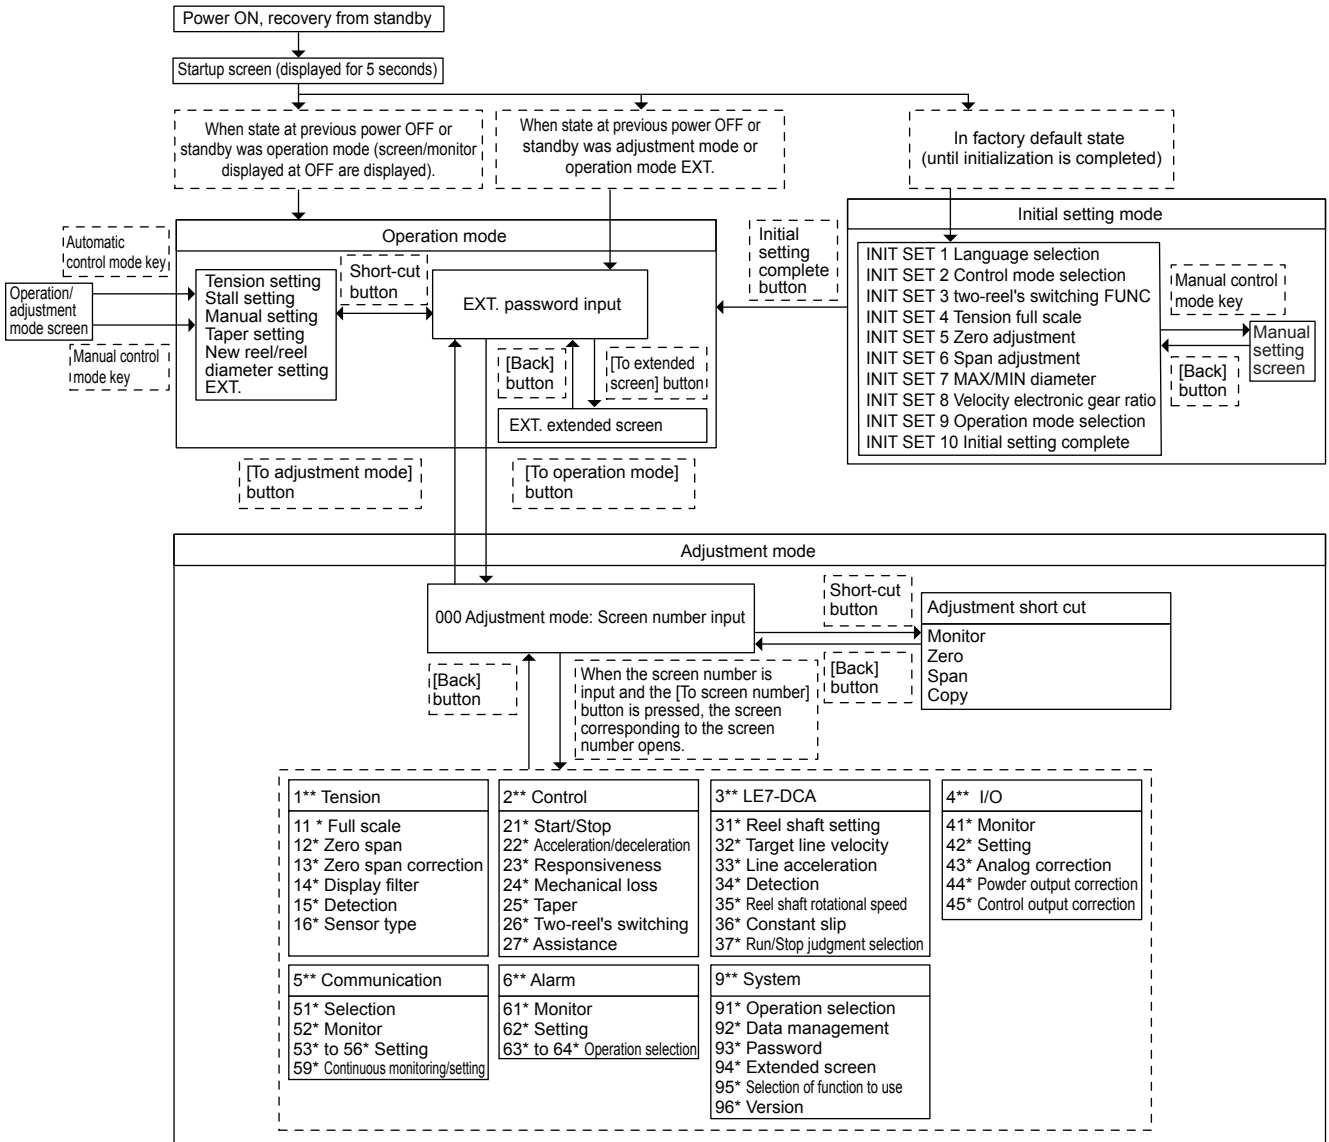 Power ON, recovery from standby
Startup screen (displayed for 5 seconds)
When state at previous power OFF or
standby was operation mode (screen/monitor
displayed at OFF are displayed).
When state at previous power OFF or
standby was adjustment mode or
operation mode EXT.
In factory default state
(until initialization is completed)
Operation mode
Automatic
control mode key
Operation/
adjustment
mode screen
Manual control
mode key
Tension setting
Stall setting
Manual setting
Taper setting
New reel/reel
diameter setting
EXT.
Short-cut
button
EXT. password input
[Back]
button
[To extended
screen] button
EXT. extended screen
Initial
setting
complete
button
Initial setting mode
INIT SET 1 Language selection
INIT SET 2 Control mode selection
INIT SET 3 two-reel's switching FUNC
INIT SET 4 Tension full scale
INIT SET 5 Zero adjustment
INIT SET 6 Span adjustment
INIT SET 7 MAX/MIN diameter
INIT SET 8 Velocity electronic gear ratio
INIT SET 9 Operation mode selection
INIT SET 10 Initial setting complete
Manual control
mode key
Manual
setting
screen
[Back]
button
[To adjustment mode]
button
[To operation mode]
button
Adjustment mode
000 Adjustment mode: Screen number input
Short-cut
button
[Back]
button
Adjustment short cut
Monitor
Zero
Span
Copy
[Back]
button
When the screen number is
input and the [To screen number]
button is pressed, the screen
corresponding to the screen
number opens.
1** Tension
11 * Full scale
12* Zero span
13* Zero span correction
14* Display filter
15* Detection
16* Sensor type
2** Control
21* Start/Stop
22* Acceleration/deceleration
23* Responsiveness
24* Mechanical loss
25* Taper
26* Two-reel's switching
27* Assistance
3** LE7-DCA
31* Reel shaft setting
32* Target line velocity
33* Line acceleration
34* Detection
35* Reel shaft rotational speed
36* Constant slip
37* Run/Stop judgment selection
4** I/O
41* Monitor
42* Setting
43* Analog correction
44* Powder output correction
45* Control output correction
5** Communication
51* Selection
52* Monitor
53* to 56* Setting
59* Continuous monitoring/setting
6** Alarm
61* Monitor
62* Setting
63* to 64* Operation selection
9** System
91* Operation selection
92* Data management
93* Password
94* Extended screen
95* Selection of function to use
96* Version